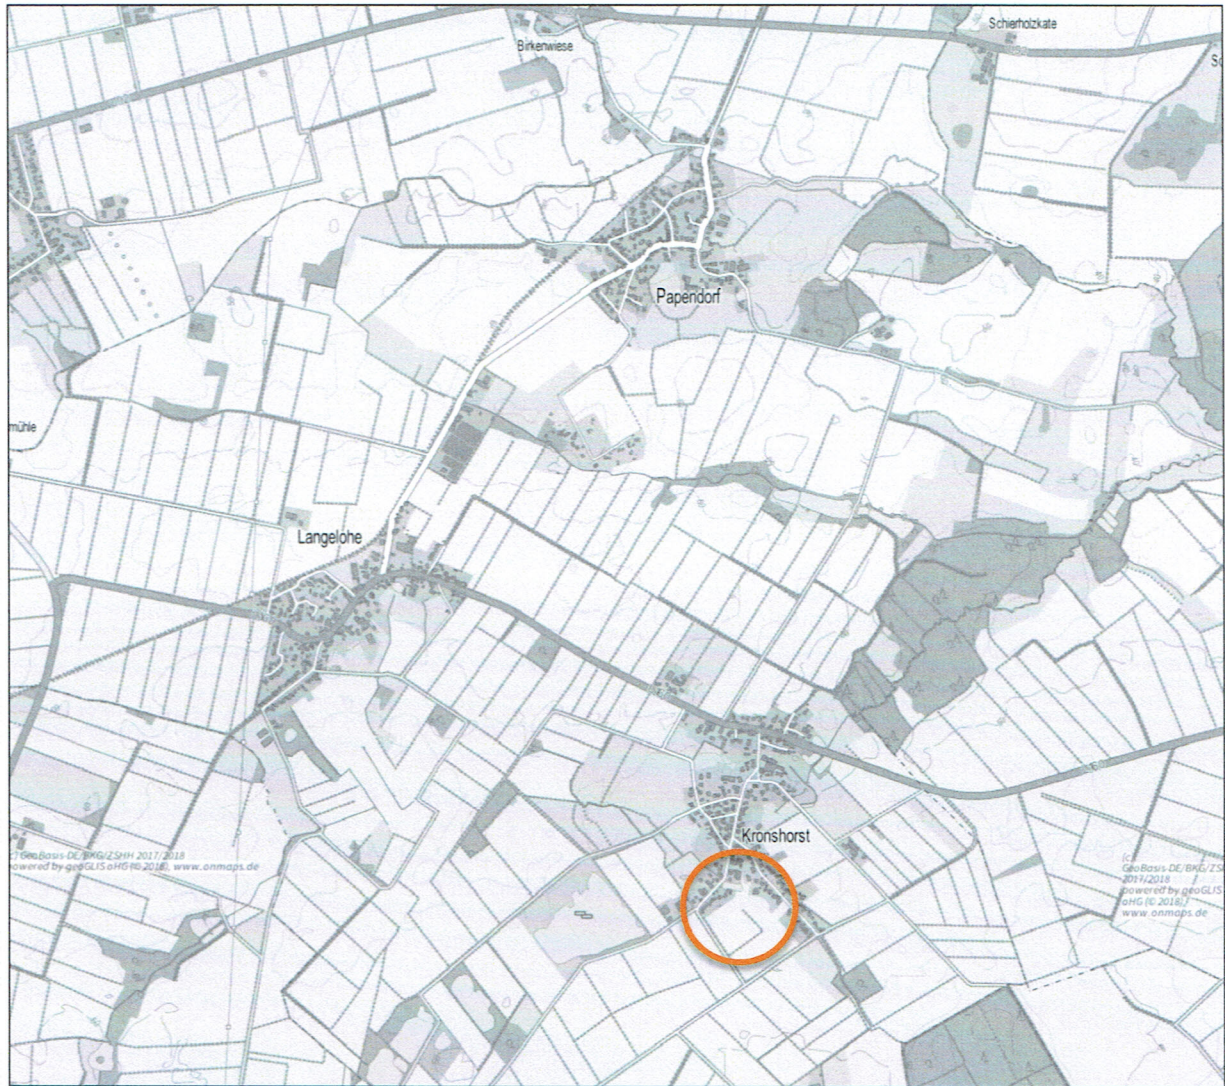 Schierholzkate
Birkenwiese
Papendorf
mühle
Langelohe
Kronshorst
GeoBasis-DE/BKG/ZSHH 2017/2018
powered by geoGLIS oHG (© 2018), www.onmaps.de
(c)
GeoBasis-DE/BKG/ZS
2017/2018
powered by geoGLIS
oHG (© 2018),
www.onmaps.de